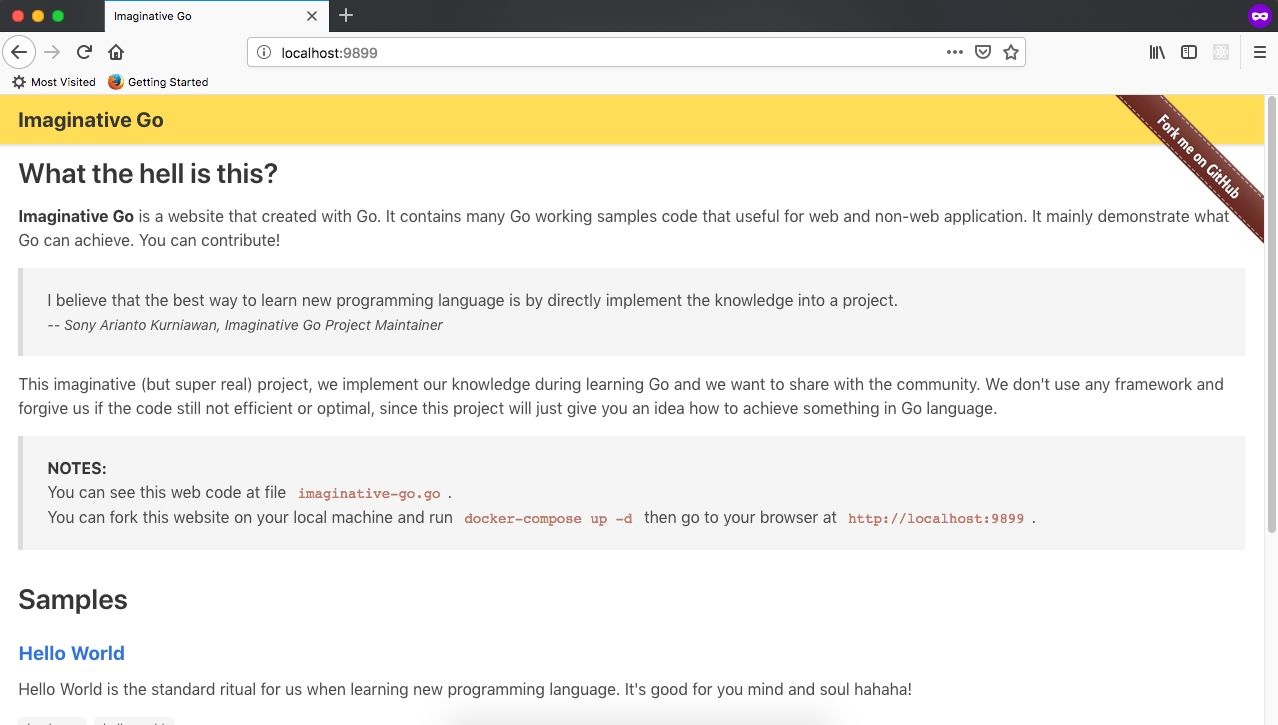 Imaginative Go
localhost:9899
Most Visited
Getting Started
Imaginative Go
Fork me on GitHub
What the hell is this?
Imaginative Go is a website that created with Go. It contains many Go working samples code that useful for web and non-web application. It mainly demonstrate what
Go can achieve. You can contribute!
I believe that the best way to learn new programming language is by directly implement the knowledge into a project.
-- Sony Arianto Kurniawan, Imaginative Go Project Maintainer
This imaginative (but super real) project, we implement our knowledge during learning Go and we want to share with the community. We don't use any framework and
forgive us if the code still not efficient or optimal, since this project will just give you an idea how to achieve something in Go language.
NOTES:
You can see this web code at file imaginative-go.go .
You can fork this website on your local machine and run docker-compose up -d then go to your browser at http://localhost:9899 .
Samples
Hello World
Hello World is the standard ritual for us when learning new programming language. It's good for you mind and soul hahaha!